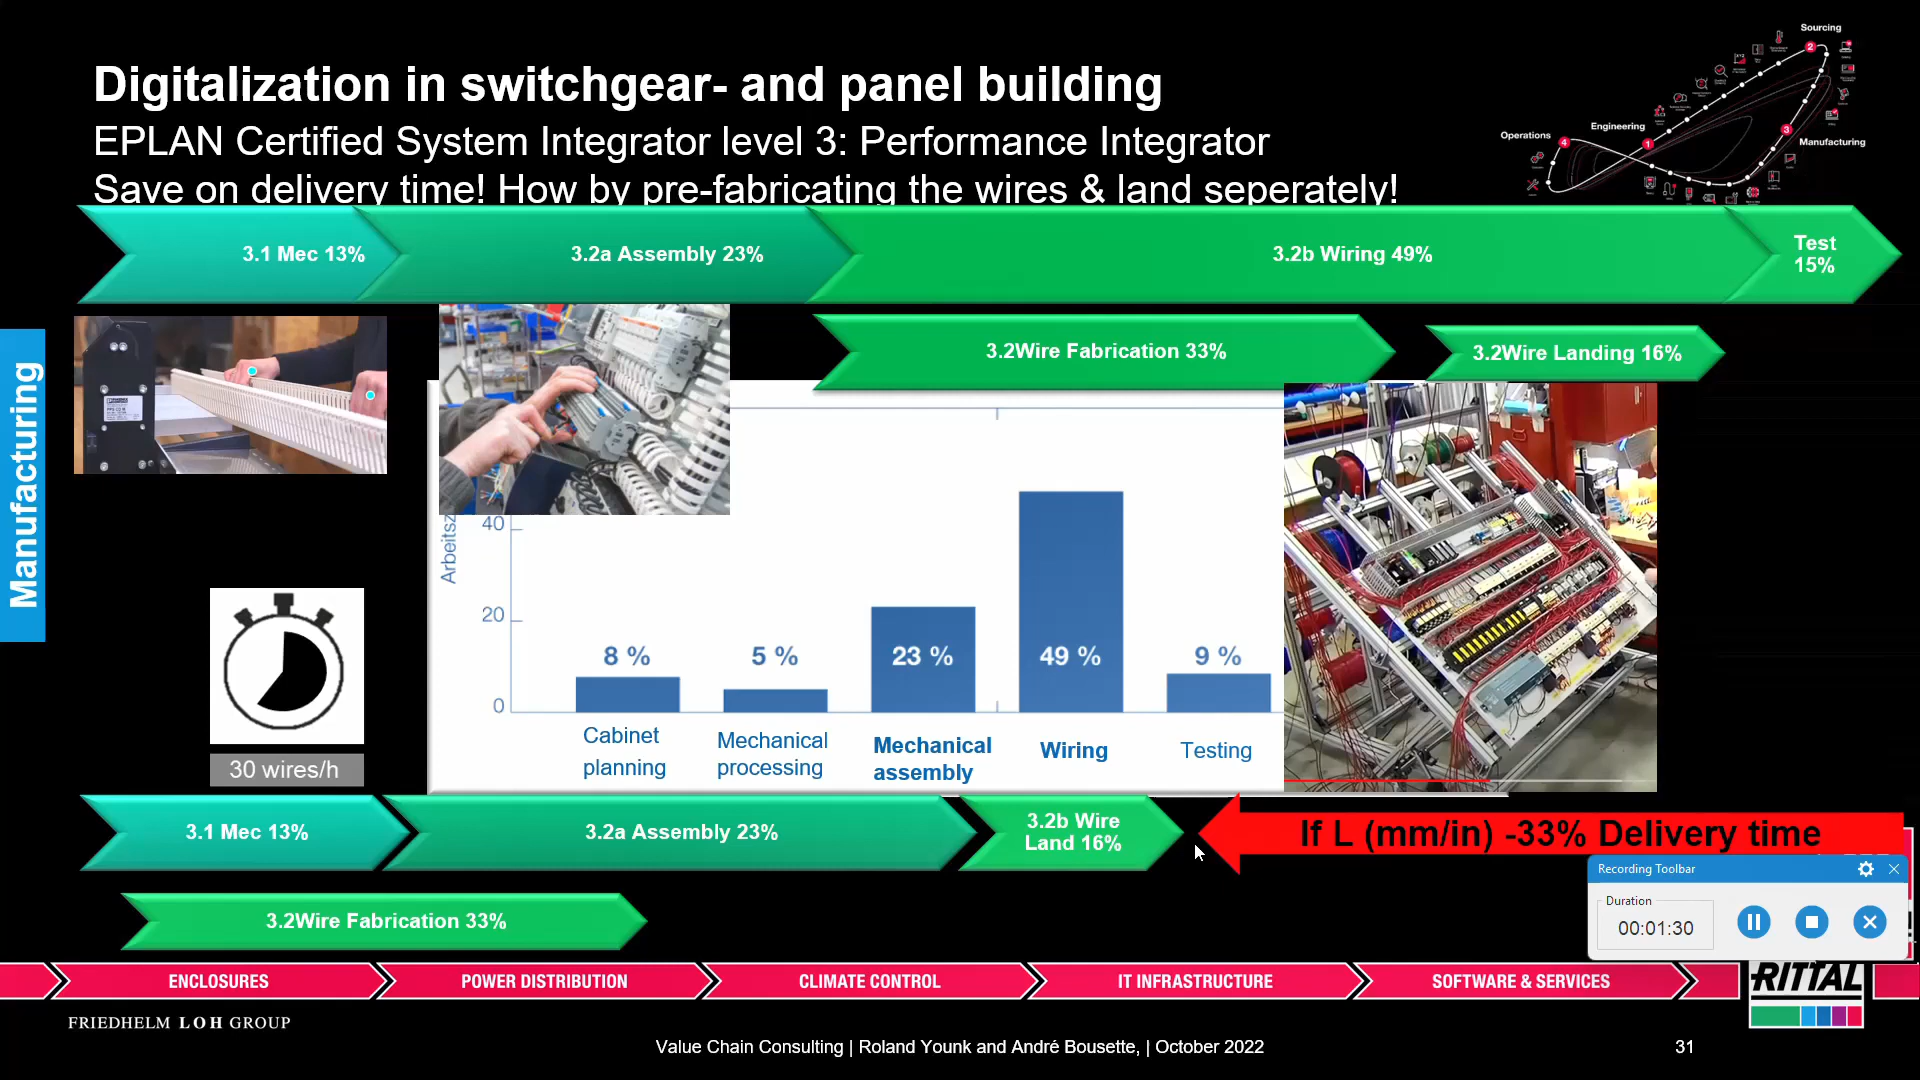 Digitalization in switchgear- and panel building
EPLAN Certified System Integrator level 3: Performance Integrator
Save on delivery time! How by pre-fabricating the wires & land seperately!
Sourcing
2
Engineering
1
Operations
4
3
Manufacturing
3.1 Mec 13%
3.2a Assembly 23%
3.2b Wiring 49%
Test
15%
3.2Wire Fabrication 33%
3.2Wire Landing 16%
Manufacturing
Arbeitsz
40
20
0
8 %
5 %
23 %
49 %
9 %
Cabinet
planning
Mechanical
processing
Mechanical
assembly
Wiring
Testing
30 wires/h
3.1 Mec 13%
3.2a Assembly 23%
3.2b Wire
Land 16%
If L (mm/in) -33% Delivery time
3.2Wire Fabrication 33%
Recording Toolbar
Duration
00:01:30
ENCLOSURES
POWER DISTRIBUTION
CLIMATE CONTROL
IT INFRASTRUCTURE
SOFTWARE & SERVICES
RITTAL
FRIEDHELM LOH GROUP
Value Chain Consulting | Roland Younk and André Bousette, | October 2022
31